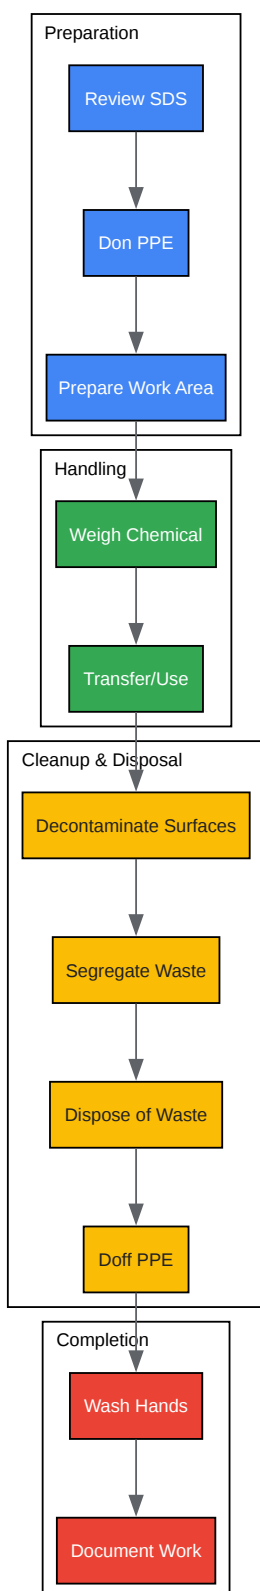 Preparation
Review SDS
Don PPE
Prepare Work Area
Handling
Weigh Chemical
Transfer/Use
Cleanup & Disposal
Decontaminate Surfaces
Segregate Waste
Dispose of Waste
Doff PPE
Completion
Wash Hands
Document Work